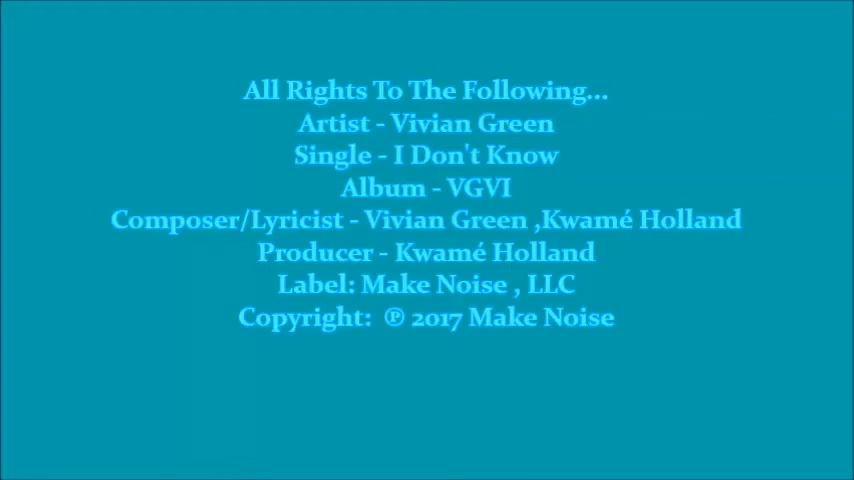 All Rights To The Following...
Artist - Vivian Green
Single - I Don't Know
Album - VGVI
Composer/Lyricist - Vivian Green ,Kwamé Holland
Producer - Kwamé Holland
Label: Make Noise , LLC
Copyright:  ℗ 2017 Make Noise